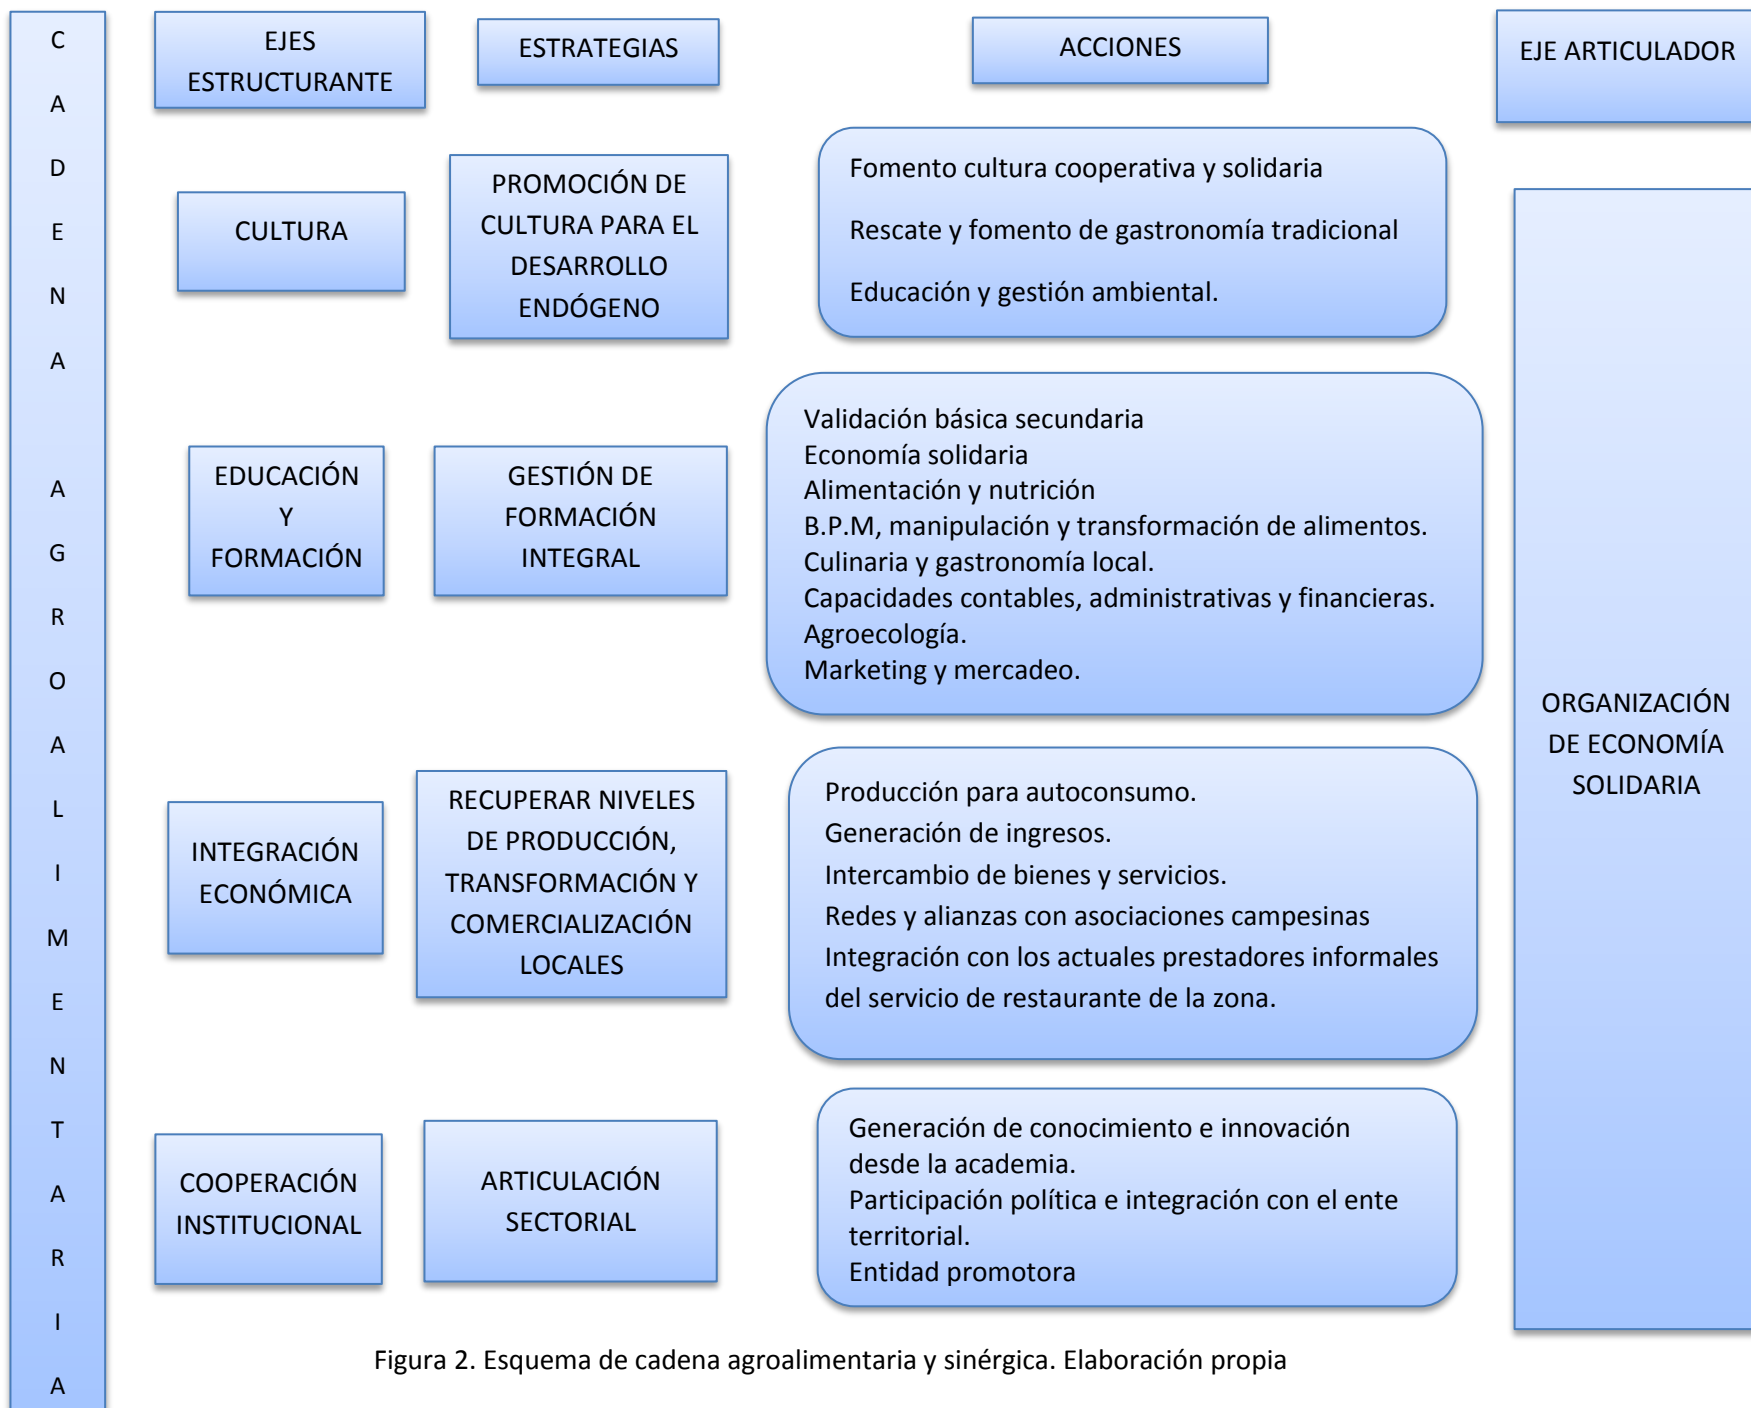 C
A
D
E
N
A
A
G
R
O
A
L
I
M
E
N
T
A
R
I
A
EJES
ESTRUCTURANTE
ESTRATEGIAS
ACCIONES
EJE ARTICULADOR
CULTURA
PROMOCIÓN DE
CULTURA PARA EL
DESARROLLO
ENDÓGENO
Fomento cultura cooperativa y solidaria
Rescate y fomento de gastronomía tradicional
Educación y gestión ambiental.
EDUCACIÓN
Y
FORMACIÓN
GESTIÓN DE
FORMACIÓN
INTEGRAL
Validación básica secundaria
Economía solidaria
Alimentación y nutrición
B.P.M, manipulación y transformación de alimentos.
Culinaria y gastronomía local.
Capacidades contables, administrativas y financieras.
Agroecología.
Marketing y mercadeo.
INTEGRACIÓN
ECONÓMICA
RECUPERAR NIVELES
DE PRODUCCIÓN,
TRANSFORMACIÓN Y
COMERCIALIZACIÓN
LOCALES
Producción para autoconsumo.
Generación de ingresos.
Intercambio de bienes y servicios.
Redes y alianzas con asociaciones campesinas
Integración con los actuales prestadores informales
del servicio de restaurante de la zona.
COOPERACIÓN
INSTITUCIONAL
ARTICULACIÓN
SECTORIAL
Generación de conocimiento e innovación
desde la academia.
Participación política e integración con el ente
territorial.
Entidad promotora
ORGANIZACIÓN
DE ECONOMÍA
SOLIDARIA
Figura 2. Esquema de cadena agroalimentaria y sinérgica. Elaboración propia